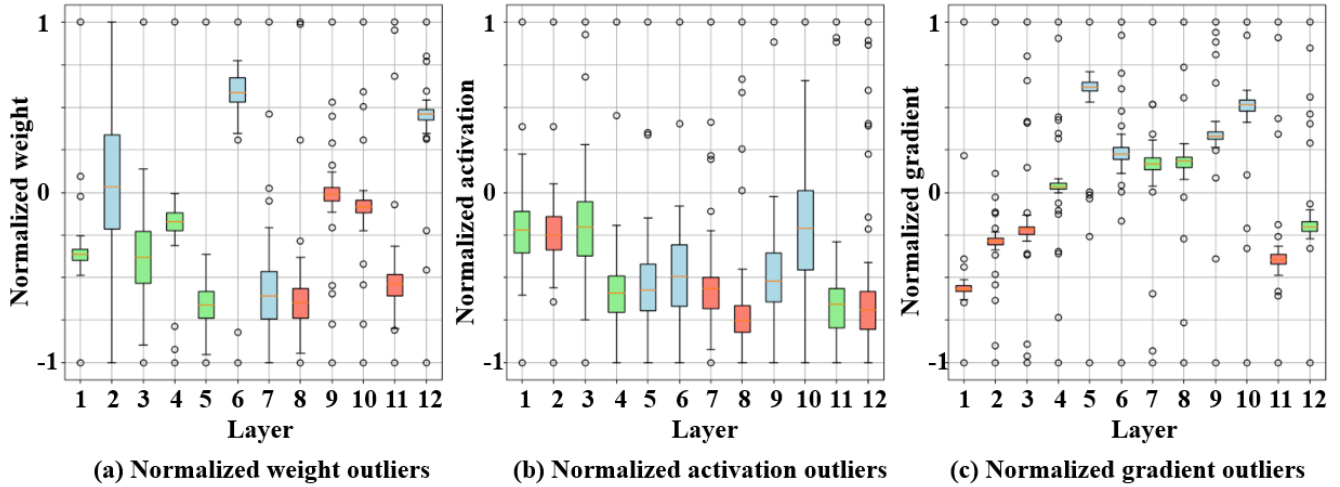 Normalized weight
1
0
-1
1 2 3 4 5 6 7 8 9 10 11 12
Layer
(a) Normalized weight outliers
Normalized activation
1
0
-1
1 2 3 4 5 6 7 8 9 10 11 12
Layer
(b) Normalized activation outliers
Normalized gradient
1
0
-1
1 2 3 4 5 6 7 8 9 10 11 12
Layer
(c) Normalized gradient outliers